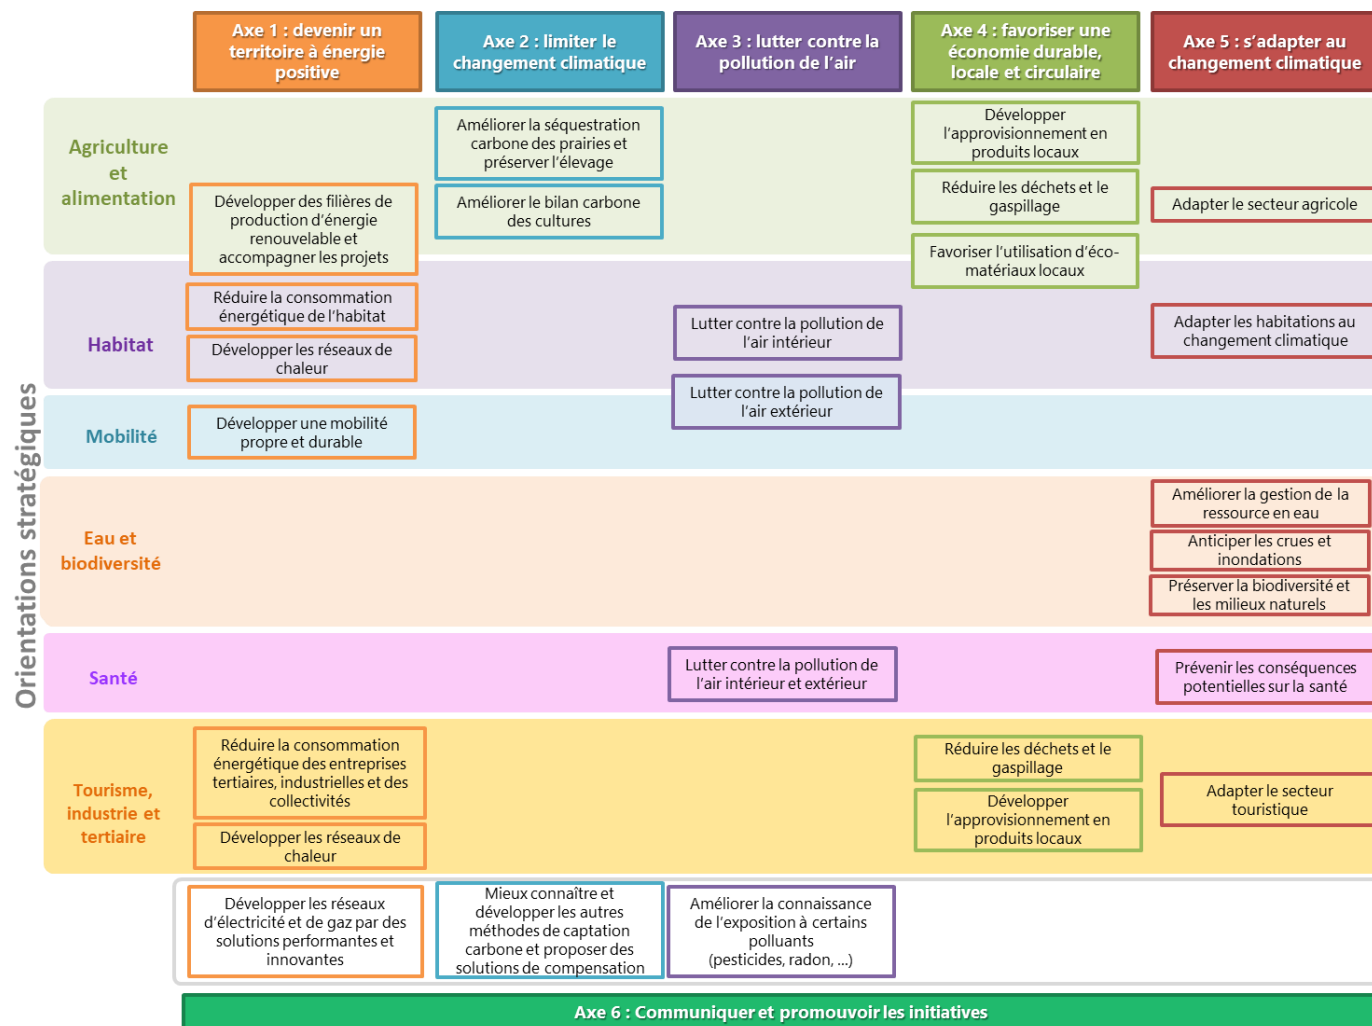 Axe 1 : devenir un
territoire à énergie
positive
Axe 2 : limiter le
changement climatique
Axe 3 : lutter contre la
pollution de l'air
Axe 4 : favoriser une
économie durable,
locale et circulaire
Axe 5 : s'adapter au
changement climatique
Orientations stratégiques
Agriculture
et
alimentation
Développer des filières de
production d'énergie
renouvelable et
accompagner les projets
Améliorer la séquestration
carbone des prairies et
préserver l'élevage
Améliorer le bilan carbone
des cultures
Développer
l'approvisionnement en
produits locaux
Réduire les déchets et le
gaspillage
Favoriser l'utilisation d'éco-
matériaux locaux
Adapter le secteur agricole
Habitat
Réduire la consommation
énergétique de l'habitat
Développer les réseaux de
chaleur
Lutter contre la pollution de
l'air intérieur
Lutter contre la pollution de
l'air extérieur
Adapter les habitations au
changement climatique
Mobilité
Développer une mobilité
propre et durable
Eau et
biodiversité
Améliorer la gestion de la
ressource en eau
Anticiper les crues et
inondations
Préserver la biodiversité et
les milieux naturels
Santé
Lutter contre la pollution de
l'air intérieur et extérieur
Prévenir les conséquences
potentielles sur la santé
Tourisme,
industrie et
tertiaire
Réduire la consommation
énergétique des entreprises
tertiaires, industrielles et des
collectivités
Développer les réseaux de
chaleur
Réduire les déchets et le
gaspillage
Développer
l'approvisionnement en
produits locaux
Adapter le secteur
touristique
Développer les réseaux
d'électricité et de gaz par des
solutions performantes et
innovantes
Mieux connaître et
développer les autres
méthodes de captation
carbone et proposer des
solutions de compensation
Améliorer la connaissance
de l'exposition à certains
polluants
(pesticides, radon, ...)
Axe 6 : Communiquer et promouvoir les initiatives